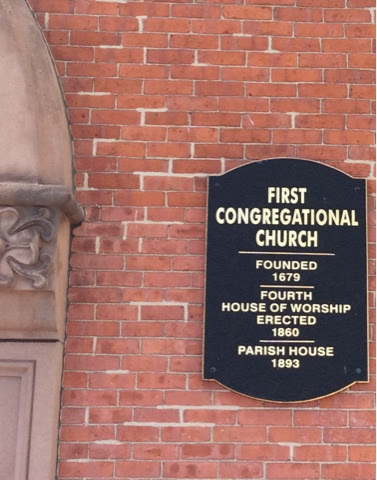 FIRST
CONGREGATIONAL
CHURCH
FOUNDED
1679
FOURTH
HOUSE OF WORSHIP
ERECTED
1860
PARISH HOUSE
1893